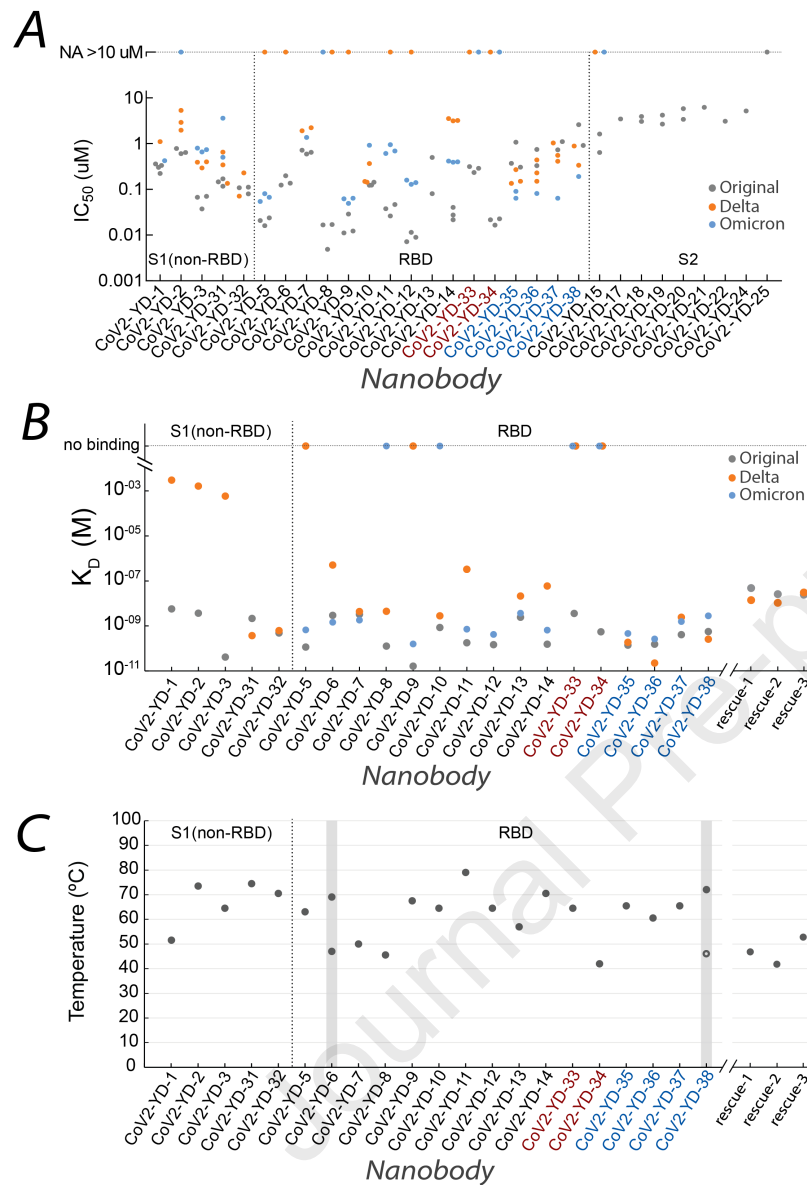 A
NA >10 uM
10
1
0.1
0.01
0.001
IC50 (uM)
Original
Delta
Omicron
S1(non-RBD)
RBD
S2
CoV2-YD-1
CoV2-YD-2
CoV2-YD-3
CoV2-YD-31
CoV2-YD-32
CoV2-YD-5
CoV2-YD-6
CoV2-YD-7
CoV2-YD-8
CoV2-YD-9
CoV2-YD-10
CoV2-YD-11
CoV2-YD-12
CoV2-YD-13
CoV2-YD-14
CoV2-YD-33
CoV2-YD-34
CoV2-YD-35
CoV2-YD-36
CoV2-YD-37
CoV2-YD-38
CoV2-YD-15
CoV2-YD-17
CoV2-YD-18
CoV2-YD-19
CoV2-YD-20
CoV2-YD-21
CoV2-YD-22
CoV2-YD-24
CoV2-YD-25
Nanobody
B
S1(non-RBD)
RBD
no binding
Original
Delta
Omicron
10-03
10-05
10-07
10-09
10-11
KD (M)
CoV2-YD-1
CoV2-YD-2
CoV2-YD-3
CoV2-YD-31
CoV2-YD-32
CoV2-YD-5
CoV2-YD-6
CoV2-YD-7
CoV2-YD-8
CoV2-YD-9
CoV2-YD-10
CoV2-YD-11
CoV2-YD-12
CoV2-YD-13
CoV2-YD-14
CoV2-YD-33
CoV2-YD-34
CoV2-YD-35
CoV2-YD-36
CoV2-YD-37
CoV2-YD-38
rescue-1
rescue-2
rescue-3
Nanobody
C
S1(non-RBD)
RBD
100
90
80
70
60
50
40
30
20
10
0
Temperature (ºC)
CoV2-YD-1
CoV2-YD-2
CoV2-YD-3
CoV2-YD-31
CoV2-YD-32
CoV2-YD-5
CoV2-YD-6
CoV2-YD-7
CoV2-YD-8
CoV2-YD-9
CoV2-YD-10
CoV2-YD-11
CoV2-YD-12
CoV2-YD-13
CoV2-YD-14
CoV2-YD-33
CoV2-YD-34
CoV2-YD-35
CoV2-YD-36
CoV2-YD-37
CoV2-YD-38
rescue-1
rescue-2
rescue-3
Nanobody
Journal Pre-p